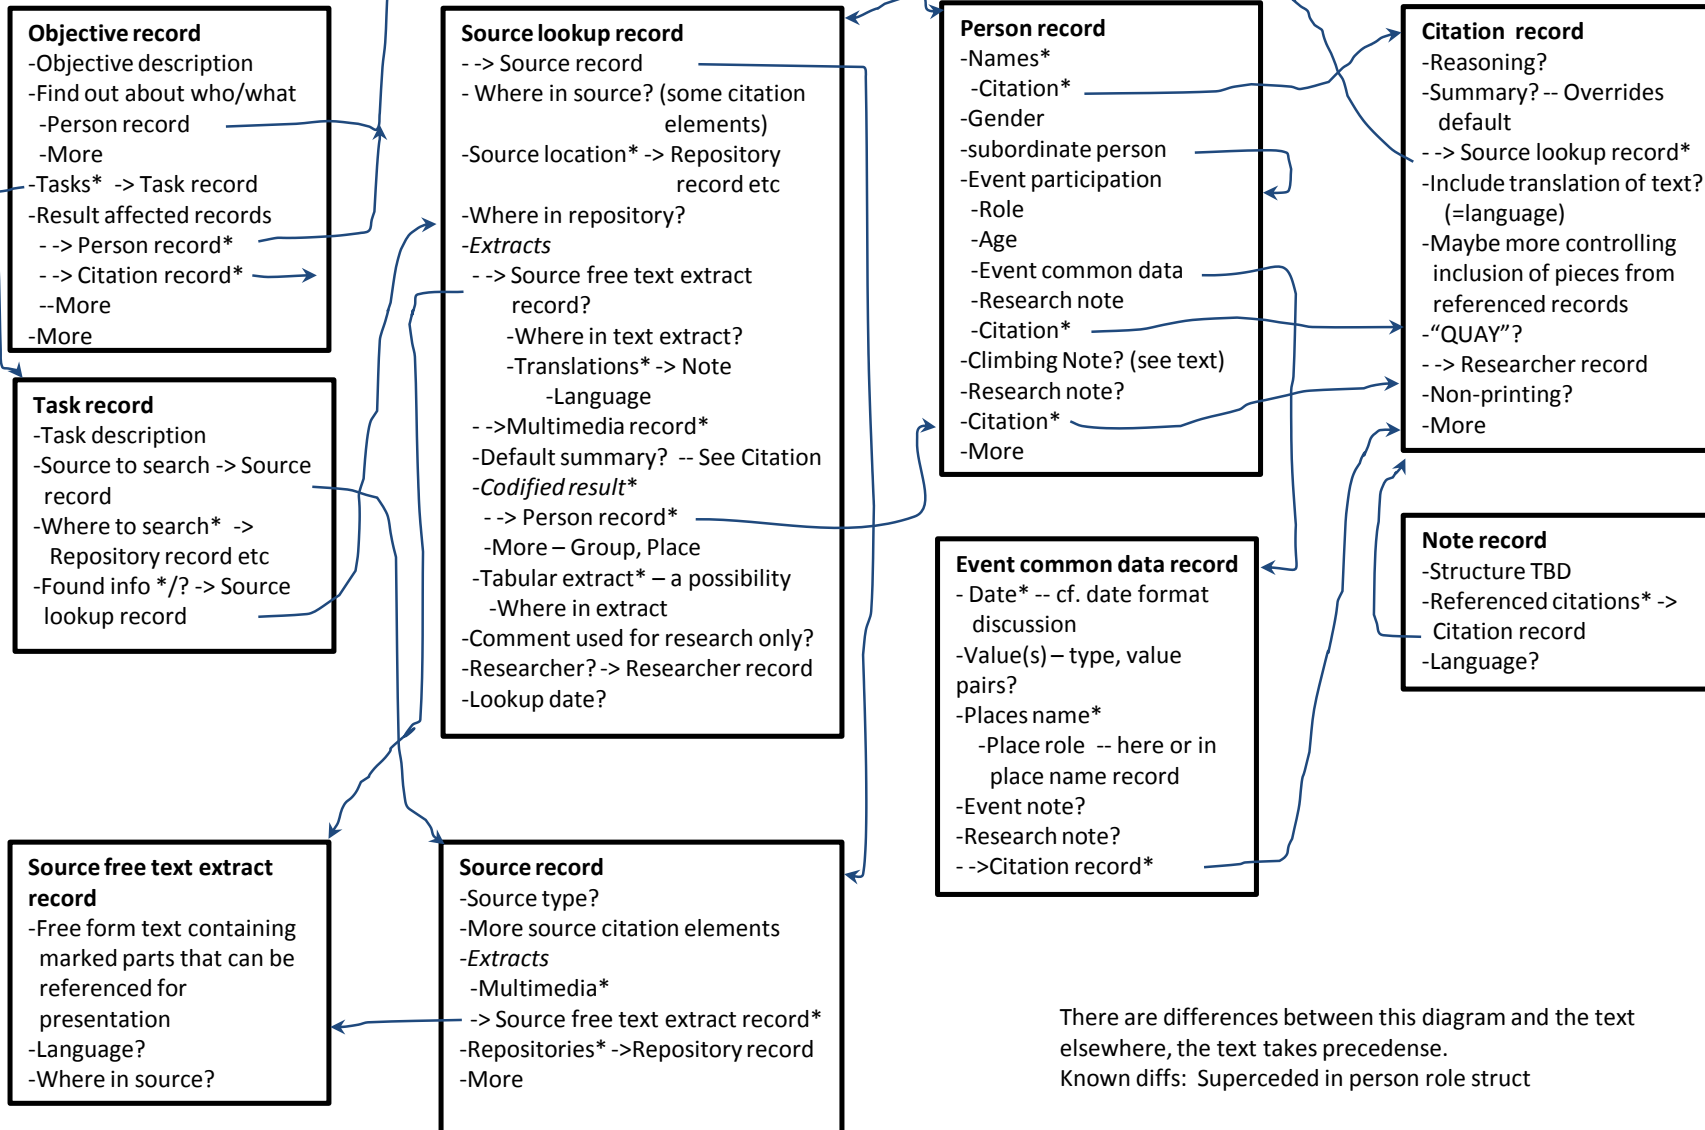 Objective record
-Objective description
-Find out about who/what
-Person record
-More
-Tasks* -> Task record
-Result affected records
- -> Person record*
- -> Citation record*
--More
-More
Task record
-Task description
-Source to search -> Source
record
-Where to search* ->
Repository record etc
-Found info */? -> Source
lookup record
Source free text extract
record
-Free form text containing
marked parts that can be
referenced for
presentation
-Language?
-Where in source?
Source lookup record
- -> Source record
- Where in source? (some citation
elements)
-Source location* -> Repository
record etc
-Where in repository?
-Extracts
- -> Source free text extract
record?
-Where in text extract?
-Translations* -> Note
-Language
- ->Multimedia record*
-Default summary? -- See Citation
-Codified result*
- -> Person record*
-More – Group, Place
-Tabular extract* – a possibility
-Where in extract
-Comment used for research only?
-Researcher? -> Researcher record
-Lookup date?
Source record
-Source type?
-More source citation elements
-Extracts
-Multimedia*
-> Source free text extract record*
-Repositories* ->Repository record
-More
Person record
-Names*
-Citation*
-Gender
-subordinate person
-Event participation
-Role
-Age
-Event common data
-Research note
-Citation*
-Climbing Note? (see text)
-Research note?
-Citation*
-More
Event common data record
- Date* -- cf. date format
discussion
-Value(s) – type, value
pairs?
-Places name*
-Place role -- here or in
place name record
-Event note?
-Research note?
- ->Citation record*
Citation record
-Reasoning?
-Summary? -- Overrides
default
- -> Source lookup record*
-Include translation of text?
(=language)
-Maybe more controlling
inclusion of pieces from
referenced records
-“QUAY”?
- -> Researcher record
-Non-printing?
-More
Note record
-Structure TBD
-Referenced citations* ->
Citation record
-Language?
There are differences between this diagram and the text
elsewhere, the text takes precedense.
Known diffs: Superceded in person role struct